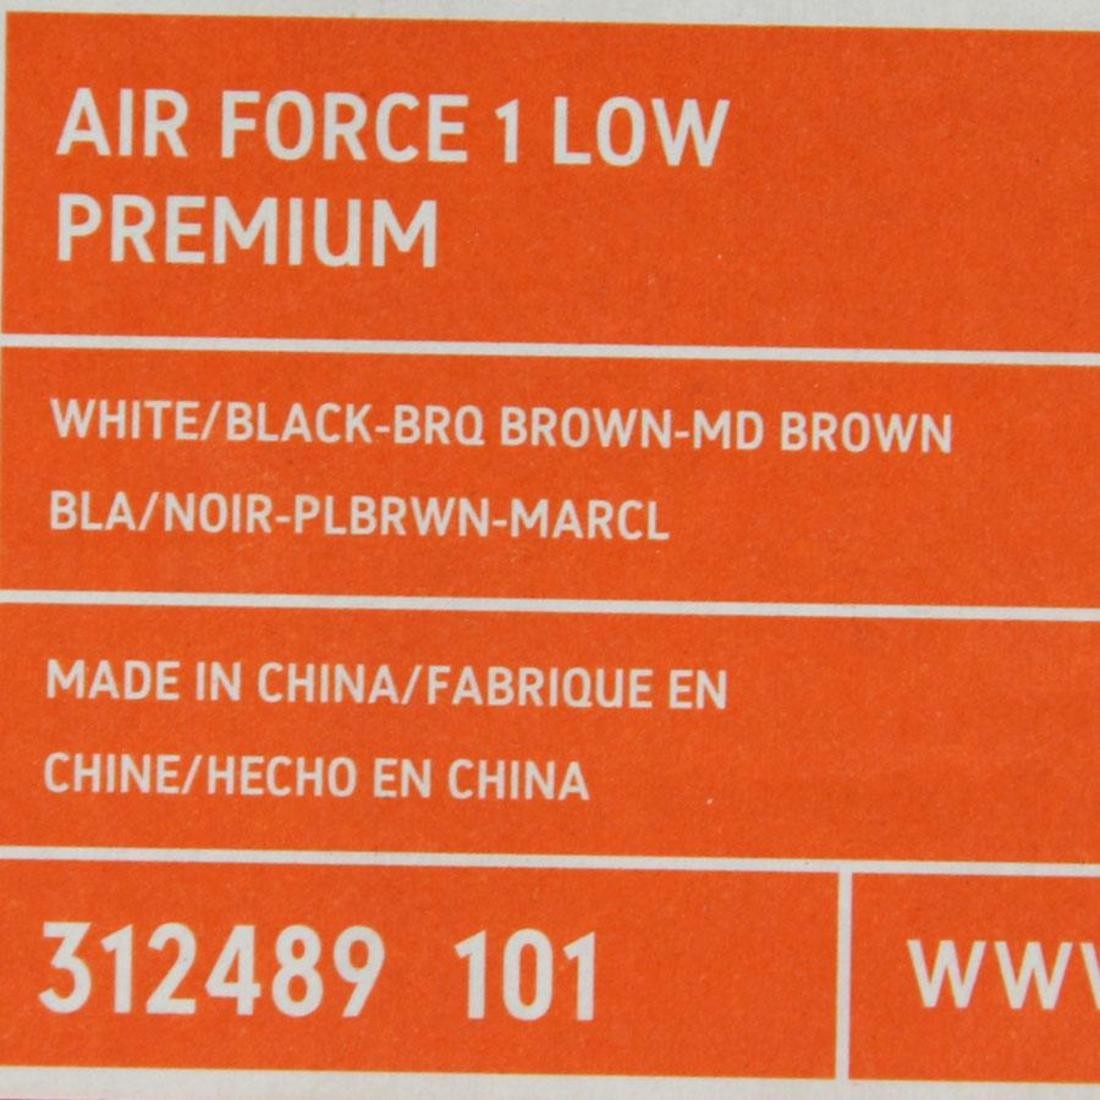 AIR FORCE 1 LOW
PREMIUM
WHITE/BLACK-BRQ BROWN-MD BROWN
BLA/NOIR-PLBRWN-MARCL
MADE IN CHINA/FABRIQUE EN
CHINE/HECHO EN CHINA
312489 101